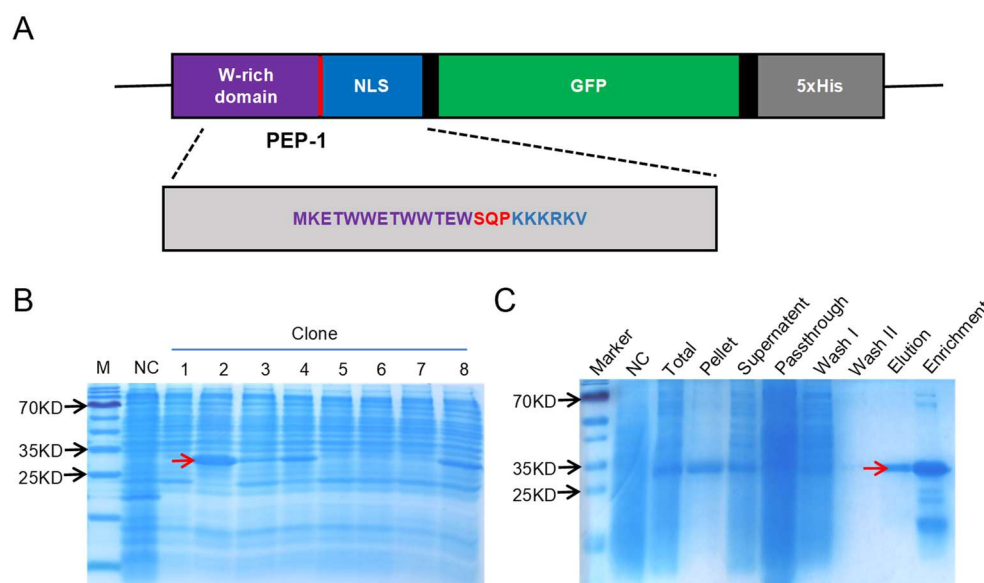 A
W-rich
domain
NLS
GFP
5xHis
PEP-1
MKETWWETWWTEWSQPKKKRKV
B
Clone
M NC 1 2 3 4 5 6 7 8
70KD
35KD
25KD
C
Marker
NC
Total
Pellet
Supernatent
Passthrough
Wash I
Wash II
Elution
Enrichment
70KD
35KD
25KD